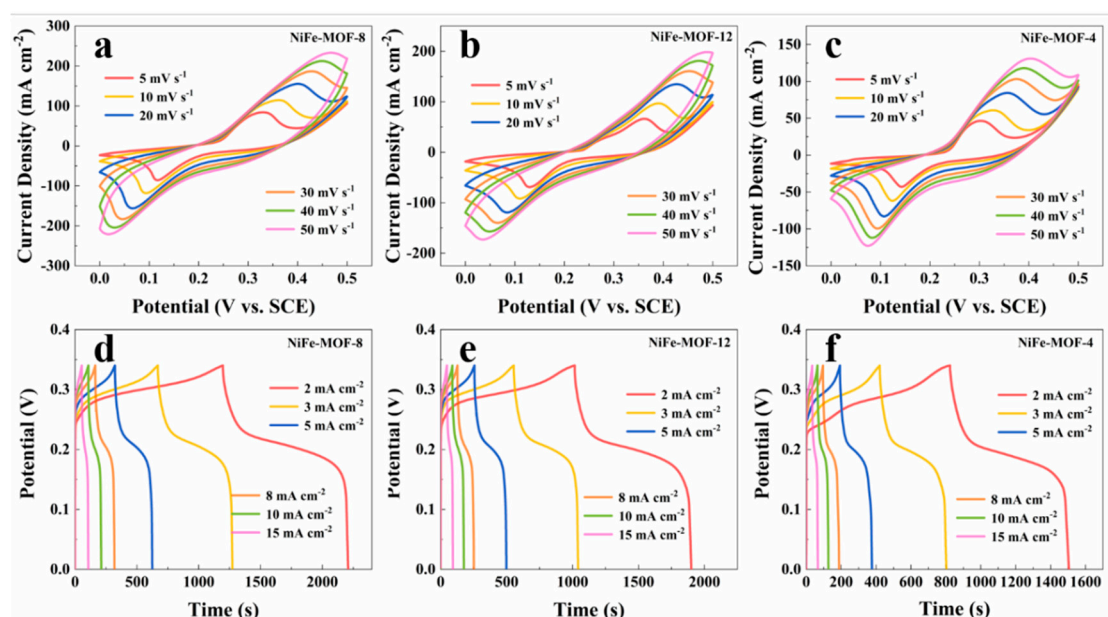 a
NiFe-MOF-8
300
200
100
0
-100
-200
-300
5 mV s⁻¹
10 mV s⁻¹
20 mV s⁻¹
30 mV s⁻¹
40 mV s⁻¹
50 mV s⁻¹
0.0 0.1 0.2 0.3 0.4 0.5
Current Density (mA cm⁻²)
Potential (V vs. SCE)
b
NiFe-MOF-12
200
100
0
-100
-200
5 mV s⁻¹
10 mV s⁻¹
20 mV s⁻¹
30 mV s⁻¹
40 mV s⁻¹
50 mV s⁻¹
0.0 0.1 0.2 0.3 0.4 0.5
Current Density (mA cm⁻²)
Potential (V vs. SCE)
c
NiFe-MOF-4
150
100
50
0
-50
-100
-150
5 mV s⁻¹
10 mV s⁻¹
20 mV s⁻¹
30 mV s⁻¹
40 mV s⁻¹
50 mV s⁻¹
0.0 0.1 0.2 0.3 0.4 0.5
Current Density (mA cm⁻²)
Potential (V vs. SCE)
d
NiFe-MOF-8
0.4
0.3
0.2
0.1
0.0
2 mA cm⁻²
3 mA cm⁻²
5 mA cm⁻²
8 mA cm⁻²
10 mA cm⁻²
15 mA cm⁻²
0 500 1000 1500 2000
Potential (V)
Time (s)
e
NiFe-MOF-12
0.4
0.3
0.2
0.1
0.0
2 mA cm⁻²
3 mA cm⁻²
5 mA cm⁻²
8 mA cm⁻²
10 mA cm⁻²
15 mA cm⁻²
0 500 1000 1500 2000
Potential (V)
Time (s)
f
NiFe-MOF-4
0.4
0.3
0.2
0.1
0.0
2 mA cm⁻²
3 mA cm⁻²
5 mA cm⁻²
8 mA cm⁻²
10 mA cm⁻²
15 mA cm⁻²
0 200 400 600 800 1000 1200 1400 1600
Potential (V)
Time (s)